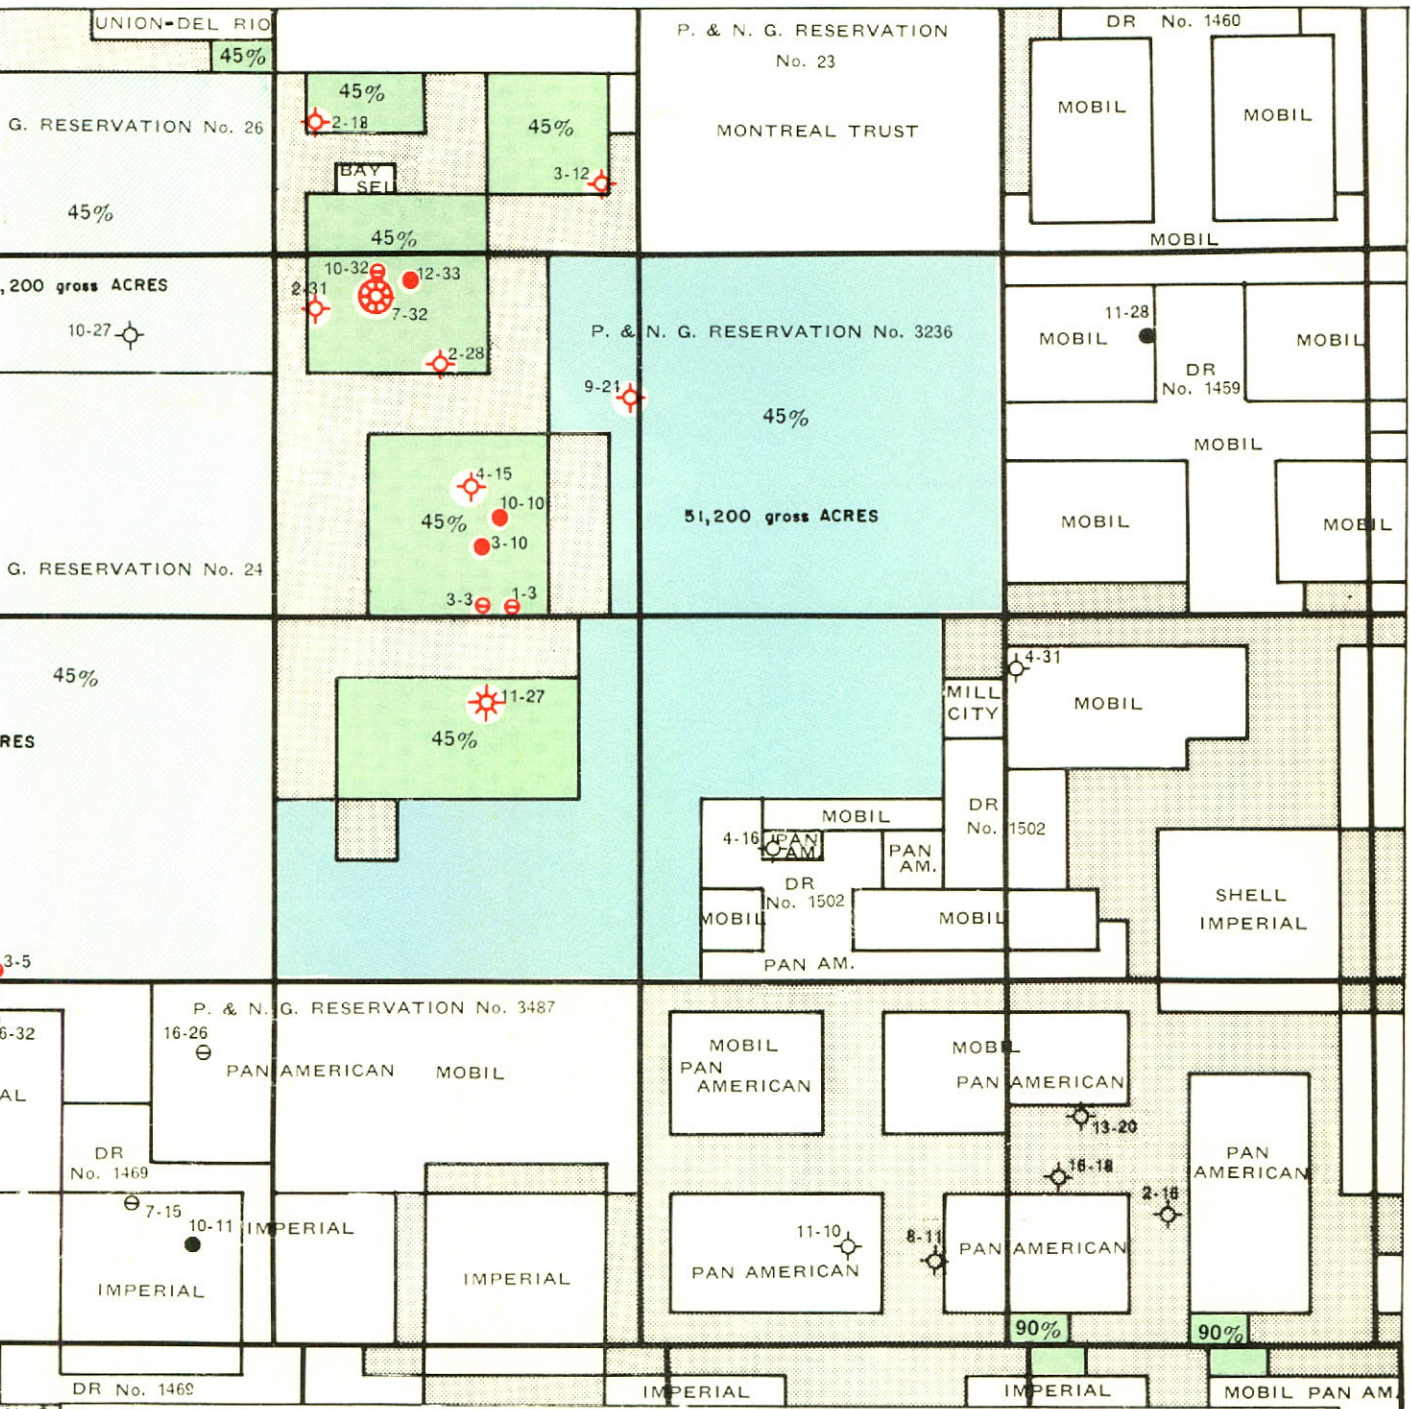 UNION-DEL RIO
45%
P. & N. G. RESERVATION
No. 23
MONTREAL TRUST
DR No. 1460
MOBIL
MOBIL
MOBIL
G. RESERVATION No. 26
45%
45%
2-18
45%
3-12
BAY
SEL
45%
,200 gross ACRES
10-27
10-32
12-33
2-31
7-32
2-28
P. & N. G. RESERVATION No. 3236
9-21
45%
51,200 gross ACRES
11-28
MOBIL
MOBIL
DR
No. 1459
MOBIL
MOBIL
MOBIL
4-15
10-10
45%
3-10
3-3
1-3
G. RESERVATION No. 24
45%
RES
11-27
45%
MILL
CITY
4-31
MOBIL
MOBIL
DR
No. 1502
4-16
PAN
AM.
PAN
AM.
DR
No. 1502
MOBIL
MOBIL
PAN AM.
SHELL
IMPERIAL
3-5
P. & N. G. RESERVATION No. 3487
6-32
16-26
PAN AMERICAN MOBIL
AL
DR
No. 1469
7-15
10-11
IMPERIAL
IMPERIAL
IMPERIAL
MOBIL
PAN
AMERICAN
MOBIL
PAN AMERICAN
13-20
16-18
2-16
PAN
AMERICAN
11-10
8-11
PAN AMERICAN
PAN AMERICAN
90%
90%
DR No. 1469
IMPERIAL
IMPERIAL
MOBIL PAN AM.